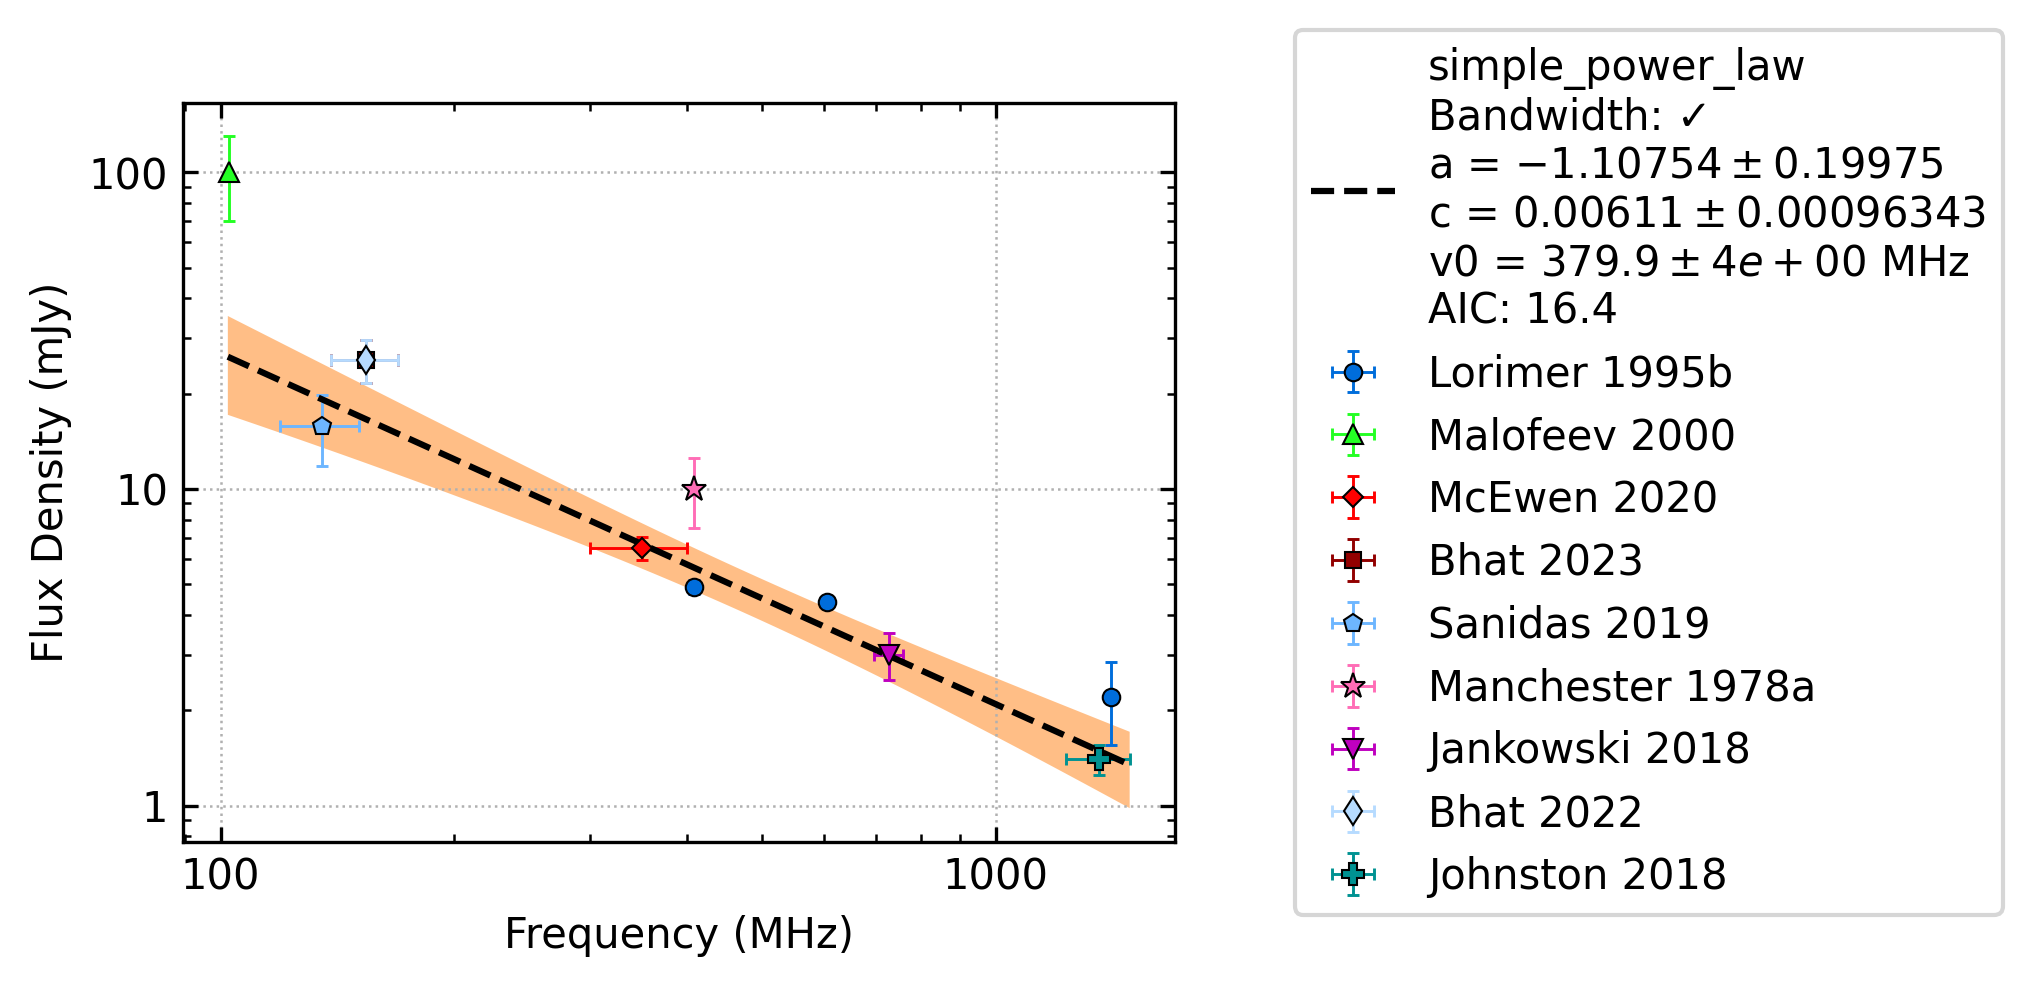 100
10
1
100
1000
Flux Density (mJy)
Frequency (MHz)
simple_power_law
Bandwidth: ✓
a = −1.10754 ± 0.19975
c = 0.00611 ± 0.00096343
v0 = 379.9 ± 4e + 00 MHz
AIC: 16.4
Lorimer 1995b
Malofeev 2000
McEwen 2020
Bhat 2023
Sanidas 2019
Manchester 1978a
Jankowski 2018
Bhat 2022
Johnston 2018